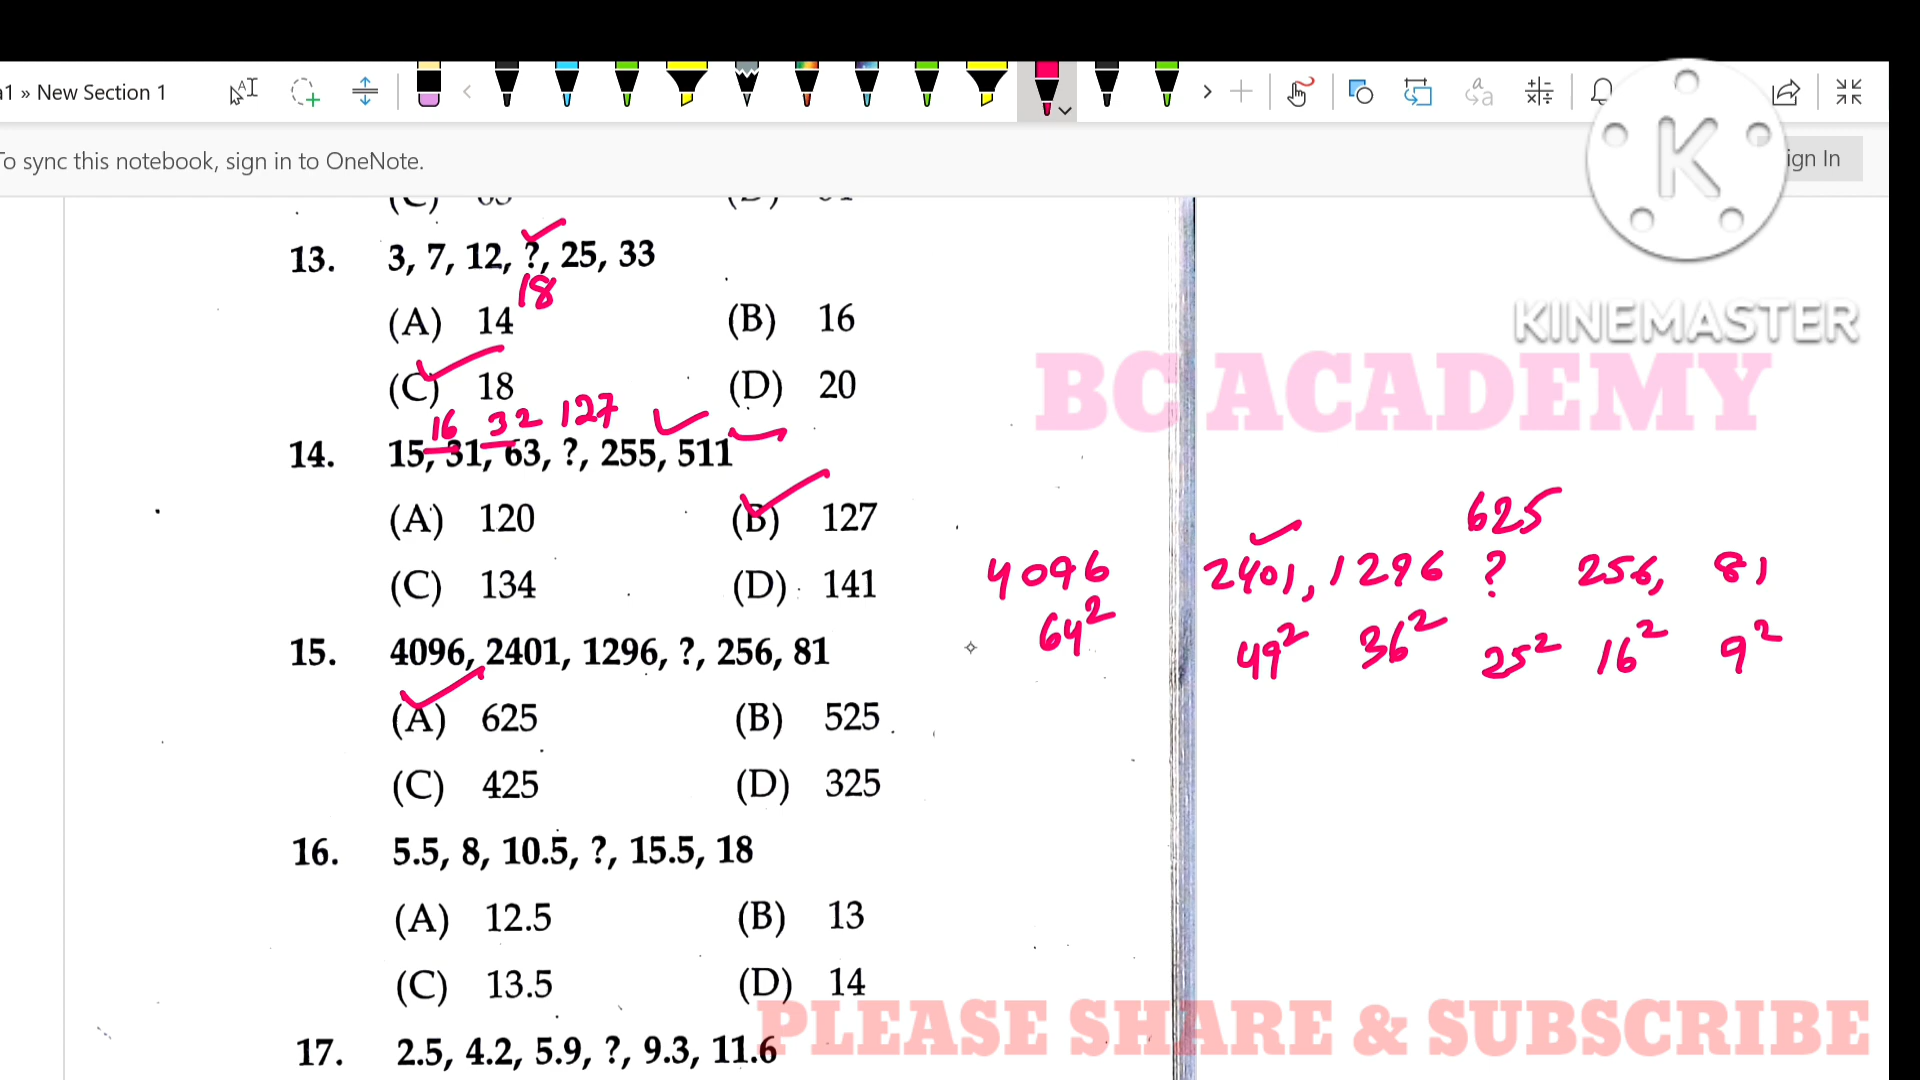 a1 » New Section 1
To sync this notebook, sign in to OneNote.
ign In
K
KINEMASTER
BC ACADEMY
13. 3, 7, 12, ?, 25, 33
18
(A) 14 (B) 16
(C) 18 (D) 20
16 32 127
14. 15, 31, 63, ?, 255, 511
(A) 120 (B) 127
(C) 134 (D) 141
15. 4096, 2401, 1296, ?, 256, 81
(A) 625 (B) 525
(C) 425 (D) 325
16. 5.5, 8, 10.5, ?, 15.5, 18
(A) 12.5 (B) 13
(C) 13.5 (D) 14
17. 2.5, 4.2, 5.9, ?, 9.3, 11.6
625
4096 2401, 1296 ? 256, 81
64² 49² 36² 25² 16² 9²
PLEASE SHARE & SUBSCRIBE